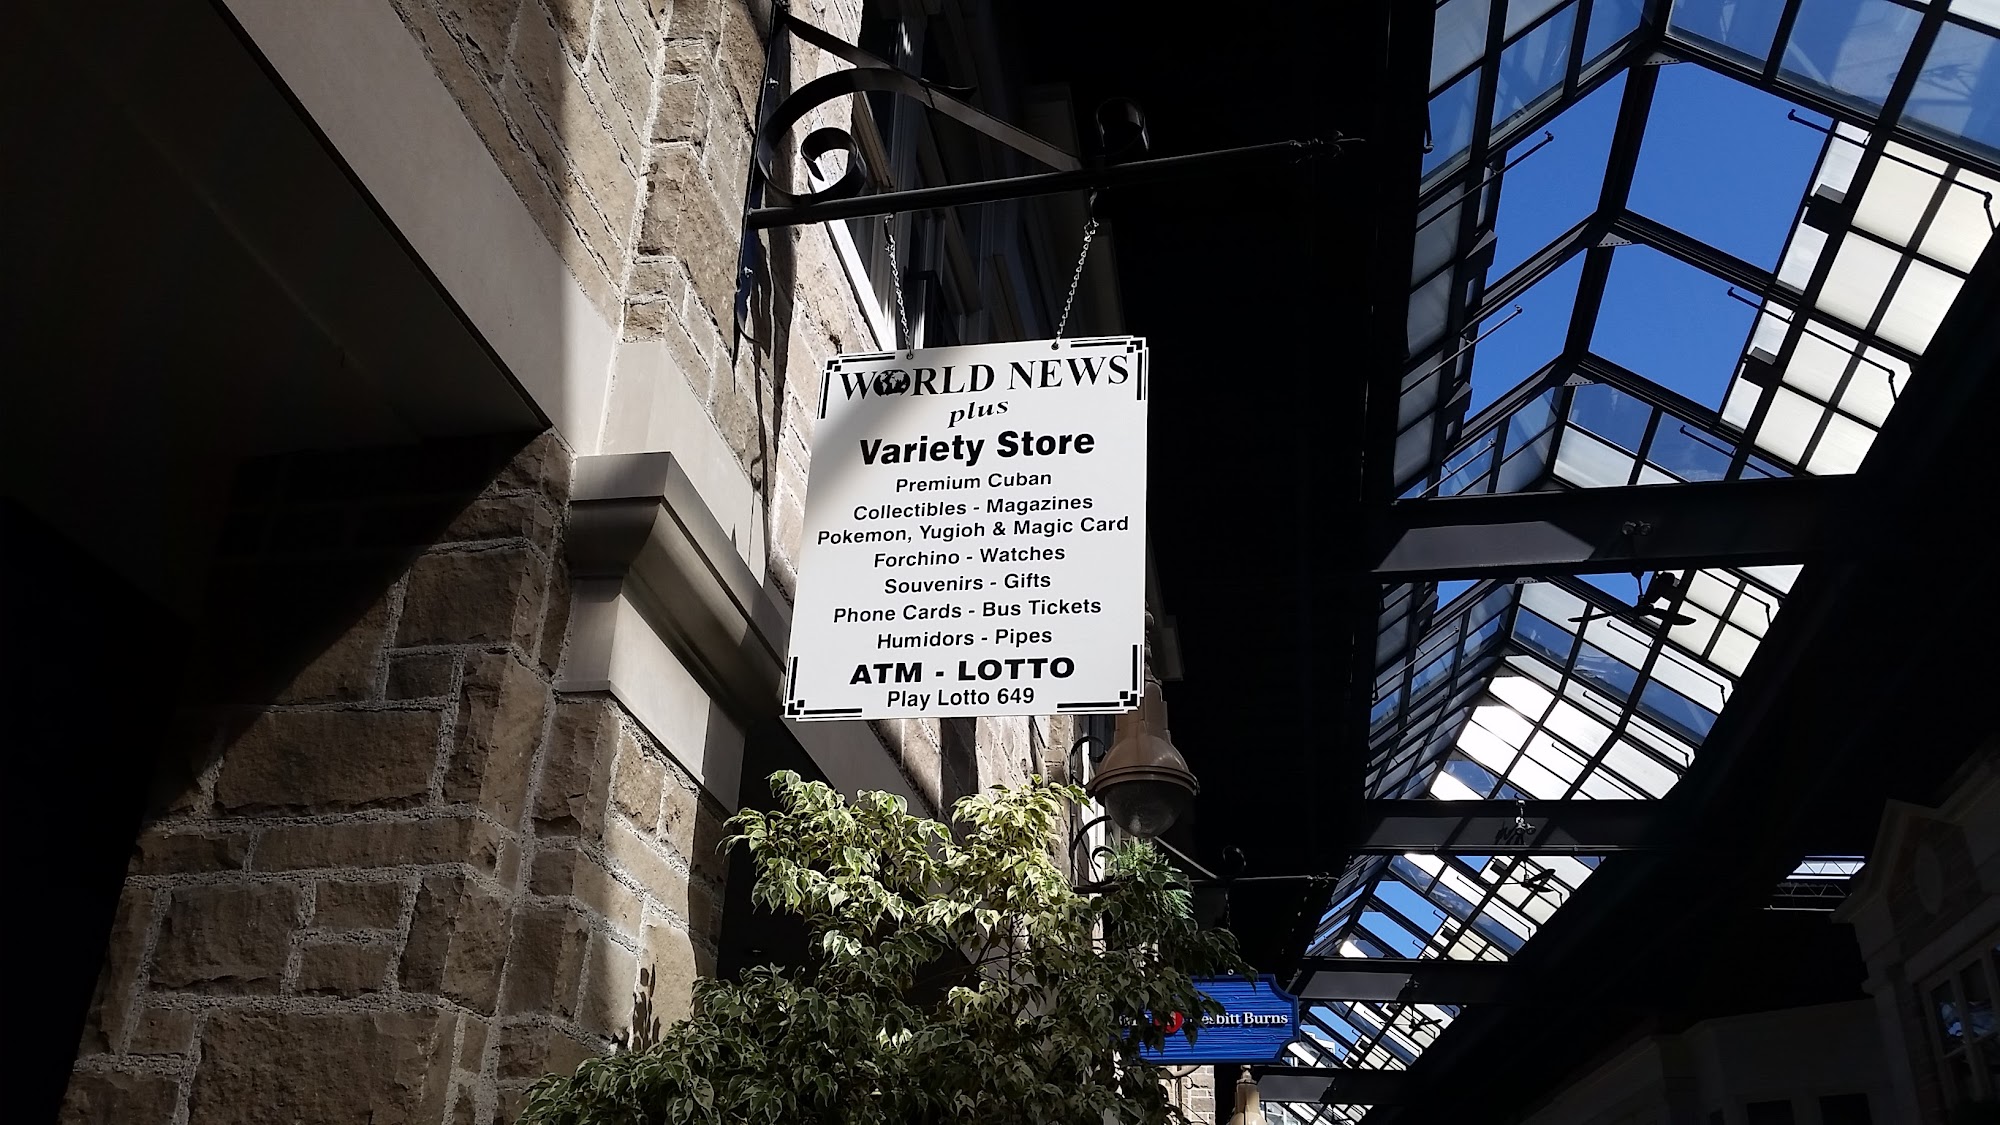 WORLD NEWS
plus
Variety Store
Premium Cuban
Collectibles - Magazines
Pokemon, Yugioh & Magic Card
Forchino - Watches
Souvenirs - Gifts
Phone Cards - Bus Tickets
Humidors - Pipes
ATM - LOTTO
Play Lotto 649
Burns